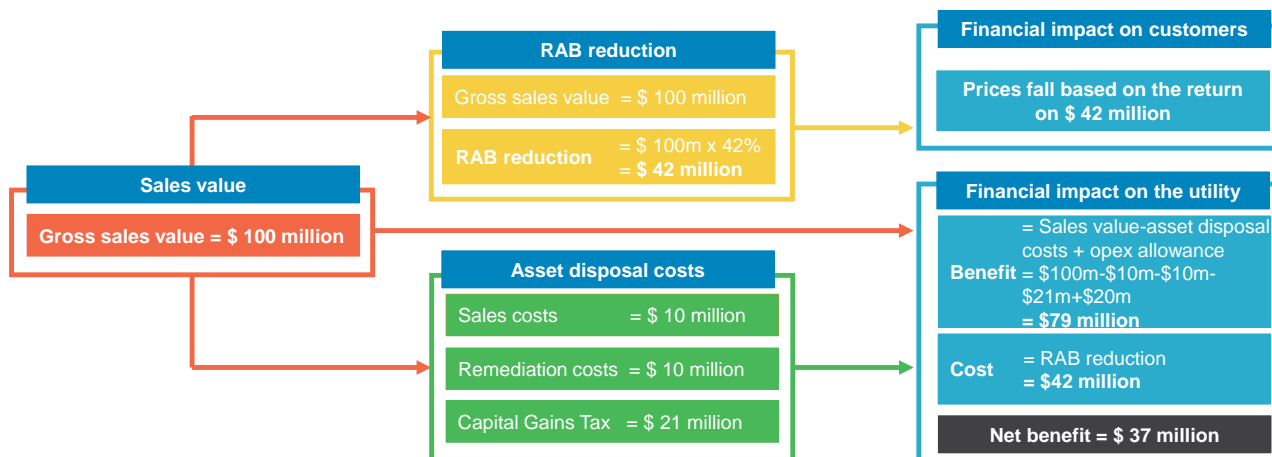 Sales value
Gross sales value = $ 100 million
RAB reduction
Gross sales value = $ 100 million
RAB reduction = $ 100m x 42%
= $ 42 million
Asset disposal costs
Sales costs = $ 10 million
Remediation costs = $ 10 million
Capital Gains Tax = $ 21 million
Financial impact on customers
Prices fall based on the return
on $ 42 million
Financial impact on the utility
= Sales value-asset disposal
costs + opex allowance
Benefit = $100m-$10m-$10m-
$21m+$20m
= $79 million
Cost = RAB reduction
= $42 million
Net benefit = $ 37 million